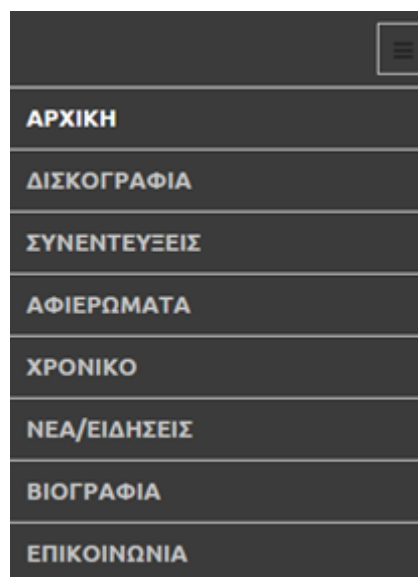 ΑΡΧΙΚΗ
ΔΙΣΚΟΓΡΑΦΙΑ
ΣΥΝΕΝΤΕΥΞΕΙΣ
ΑΦΙΕΡΩΜΑΤΑ
ΧΡΟΝΙΚΟ
ΝΕΑ/ΕΙΔΗΣΕΙΣ
ΒΙΟΓΡΑΦΙΑ
ΕΠΙΚΟΙΝΩΝΙΑ